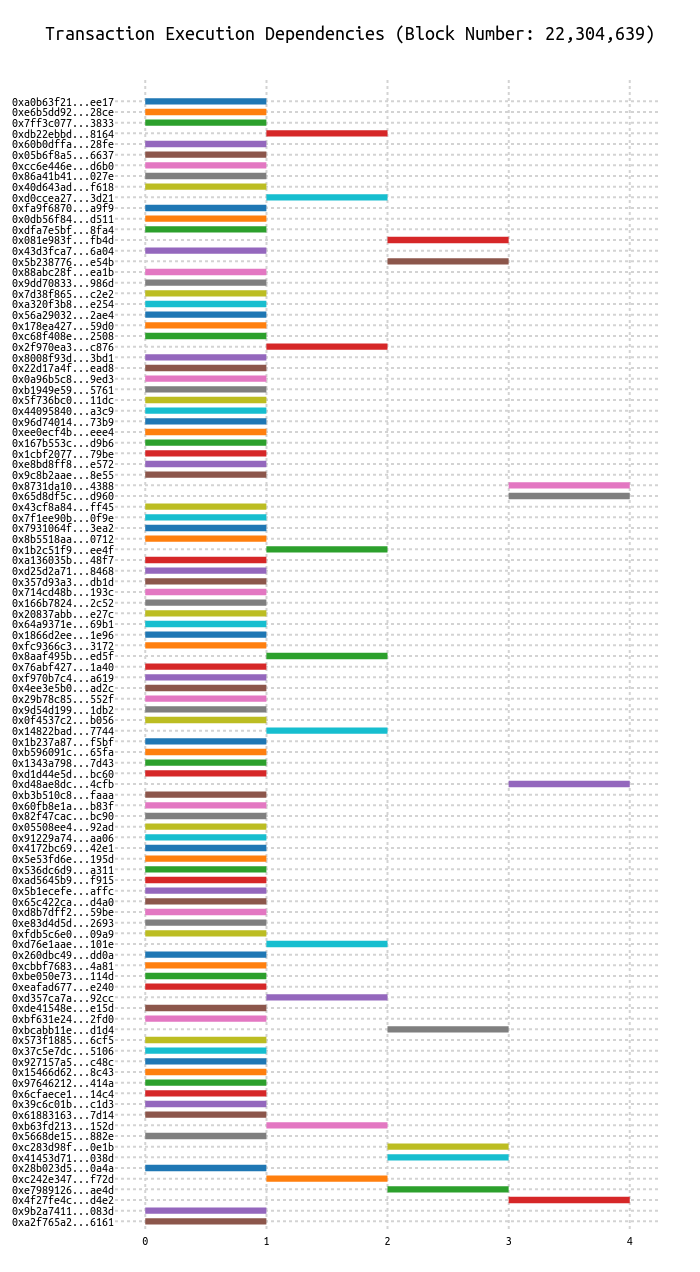 Transaction Execution Dependencies (Block Number: 22,304,639)
0xa0b63f21...ee17
0xe6b5dd92...28ce
0x7ff3c077...3833
0xdb22ebbd...8164
0x60b0dffa...28fe
0x05b6f8a5...6637
0xcc6e446e...d6b0
0x86a41b41...027e
0x40d643ad...f618
0xd0ccea27...3d21
0xfa9f6870...a9f9
0x0db56f84...d511
0xdfa7e5bf...8fa4
0x081e983f...fb4d
0x43d3fca7...6a04
0x5b238776...e54b
0x88abc28f...ea1b
0x9dd70833...986d
0x7d38f865...c2e2
0xa320f3b8...e254
0x56a29032...2ae4
0x178ea427...59d0
0xc68f408e...2508
0x2f970ea3...c876
0x8008f93d...3bd1
0x22d17a4f...ead8
0x0a96b5c8...9ed3
0xb1949e59...5761
0x5f736bc0...11dc
0x44095840...a3c9
0x96d74014...73b9
0xee0ecf4b...eee4
0x167b553c...d9b6
0x1cbf2077...79be
0xe8bd8ff8...e572
0x9c8b2aae...8e55
0x8731da10...4388
0x65d8df5c...d960
0x43cf8a84...ff45
0x7f1ee90b...0f9e
0x7931064f...3ea2
0x8b5518aa...0712
0x1b2c51f9...ee4f
0xa136035b...48f7
0xd25d2a71...8468
0x357d93a3...db1d
0x714cd48b...193c
0x166b7824...2c52
0x20837abb...e27c
0x64a9371e...69b1
0x1866d2ee...1e96
0xfc9366c3...3172
0x8aaf495b...ed5f
0x76abf427...1a40
0xf970b7c4...a619
0x4ee3e5b0...ad2c
0x29b78c85...552f
0x9d54d199...1db2
0x0f4537c2...b056
0x14822bad...7744
0x1b237a87...f5bf
0xb596091c...65fa
0x1343a798...7d43
0xd1d44e5d...bc60
0xd48ae8dc...4cfb
0xb3b510c8...faaa
0x60fb8e1a...b83f
0x82f47cac...bc90
0x05508ee4...92ad
0x91229a74...aa06
0x4172bc69...42e1
0x5e53fd6e...195d
0x536dc6d9...a311
0xad5645b9...f915
0x5b1ecefe...affc
0x65c422ca...d4a0
0xd8b7dff2...59be
0xe83d4d5d...2693
0xfdb5c6e0...09a9
0xd76e1aae...101e
0x260dbc49...dd0a
0xcbbf7683...4a81
0xbe050e73...114d
0xeafad677...e240
0xd357ca7a...92cc
0xde41548e...e15d
0xbf631e24...2fd0
0xbcabb11e...d1d4
0x573f1885...6cf5
0x37c5e7dc...5106
0x927157a5...c48c
0x15466d62...8c43
0x97646212...414a
0x6cfaece1...14c4
0x39c6c01b...c1d3
0x61883163...7d14
0xb63fd213...152d
0x5668de15...882e
0xc283d98f...0e1b
0x41453d71...038d
0x28b023d5...0a4a
0xc242e347...f72d
0xe7989126...ae4d
0x4f27fe4c...d4e2
0x9b2a7411...083d
0xa2f765a2...6161
0 1 2 3 4